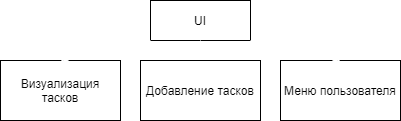 UI
Визуализация
тасков
Добавление тасков
Меню пользователя